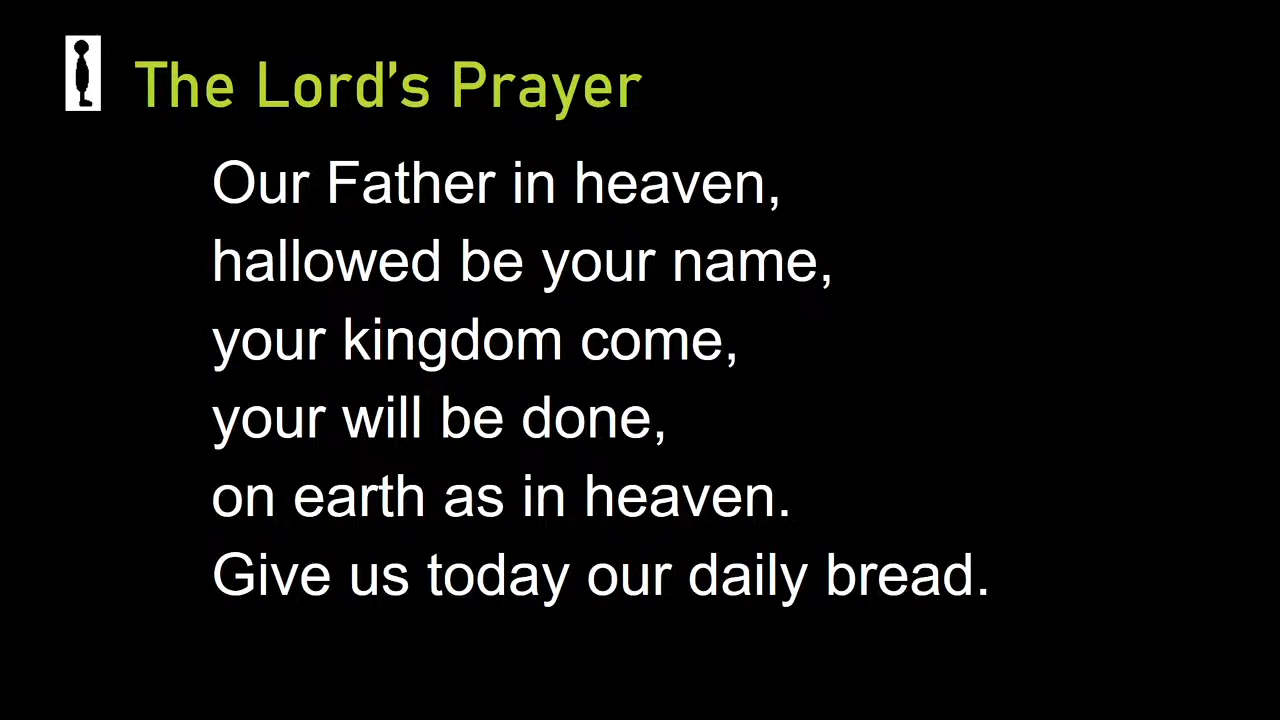 The Lord’s Prayer
Our Father in heaven,
hallowed be your name,
your kingdom come,
your will be done,
on earth as in heaven.
Give us today our daily bread.